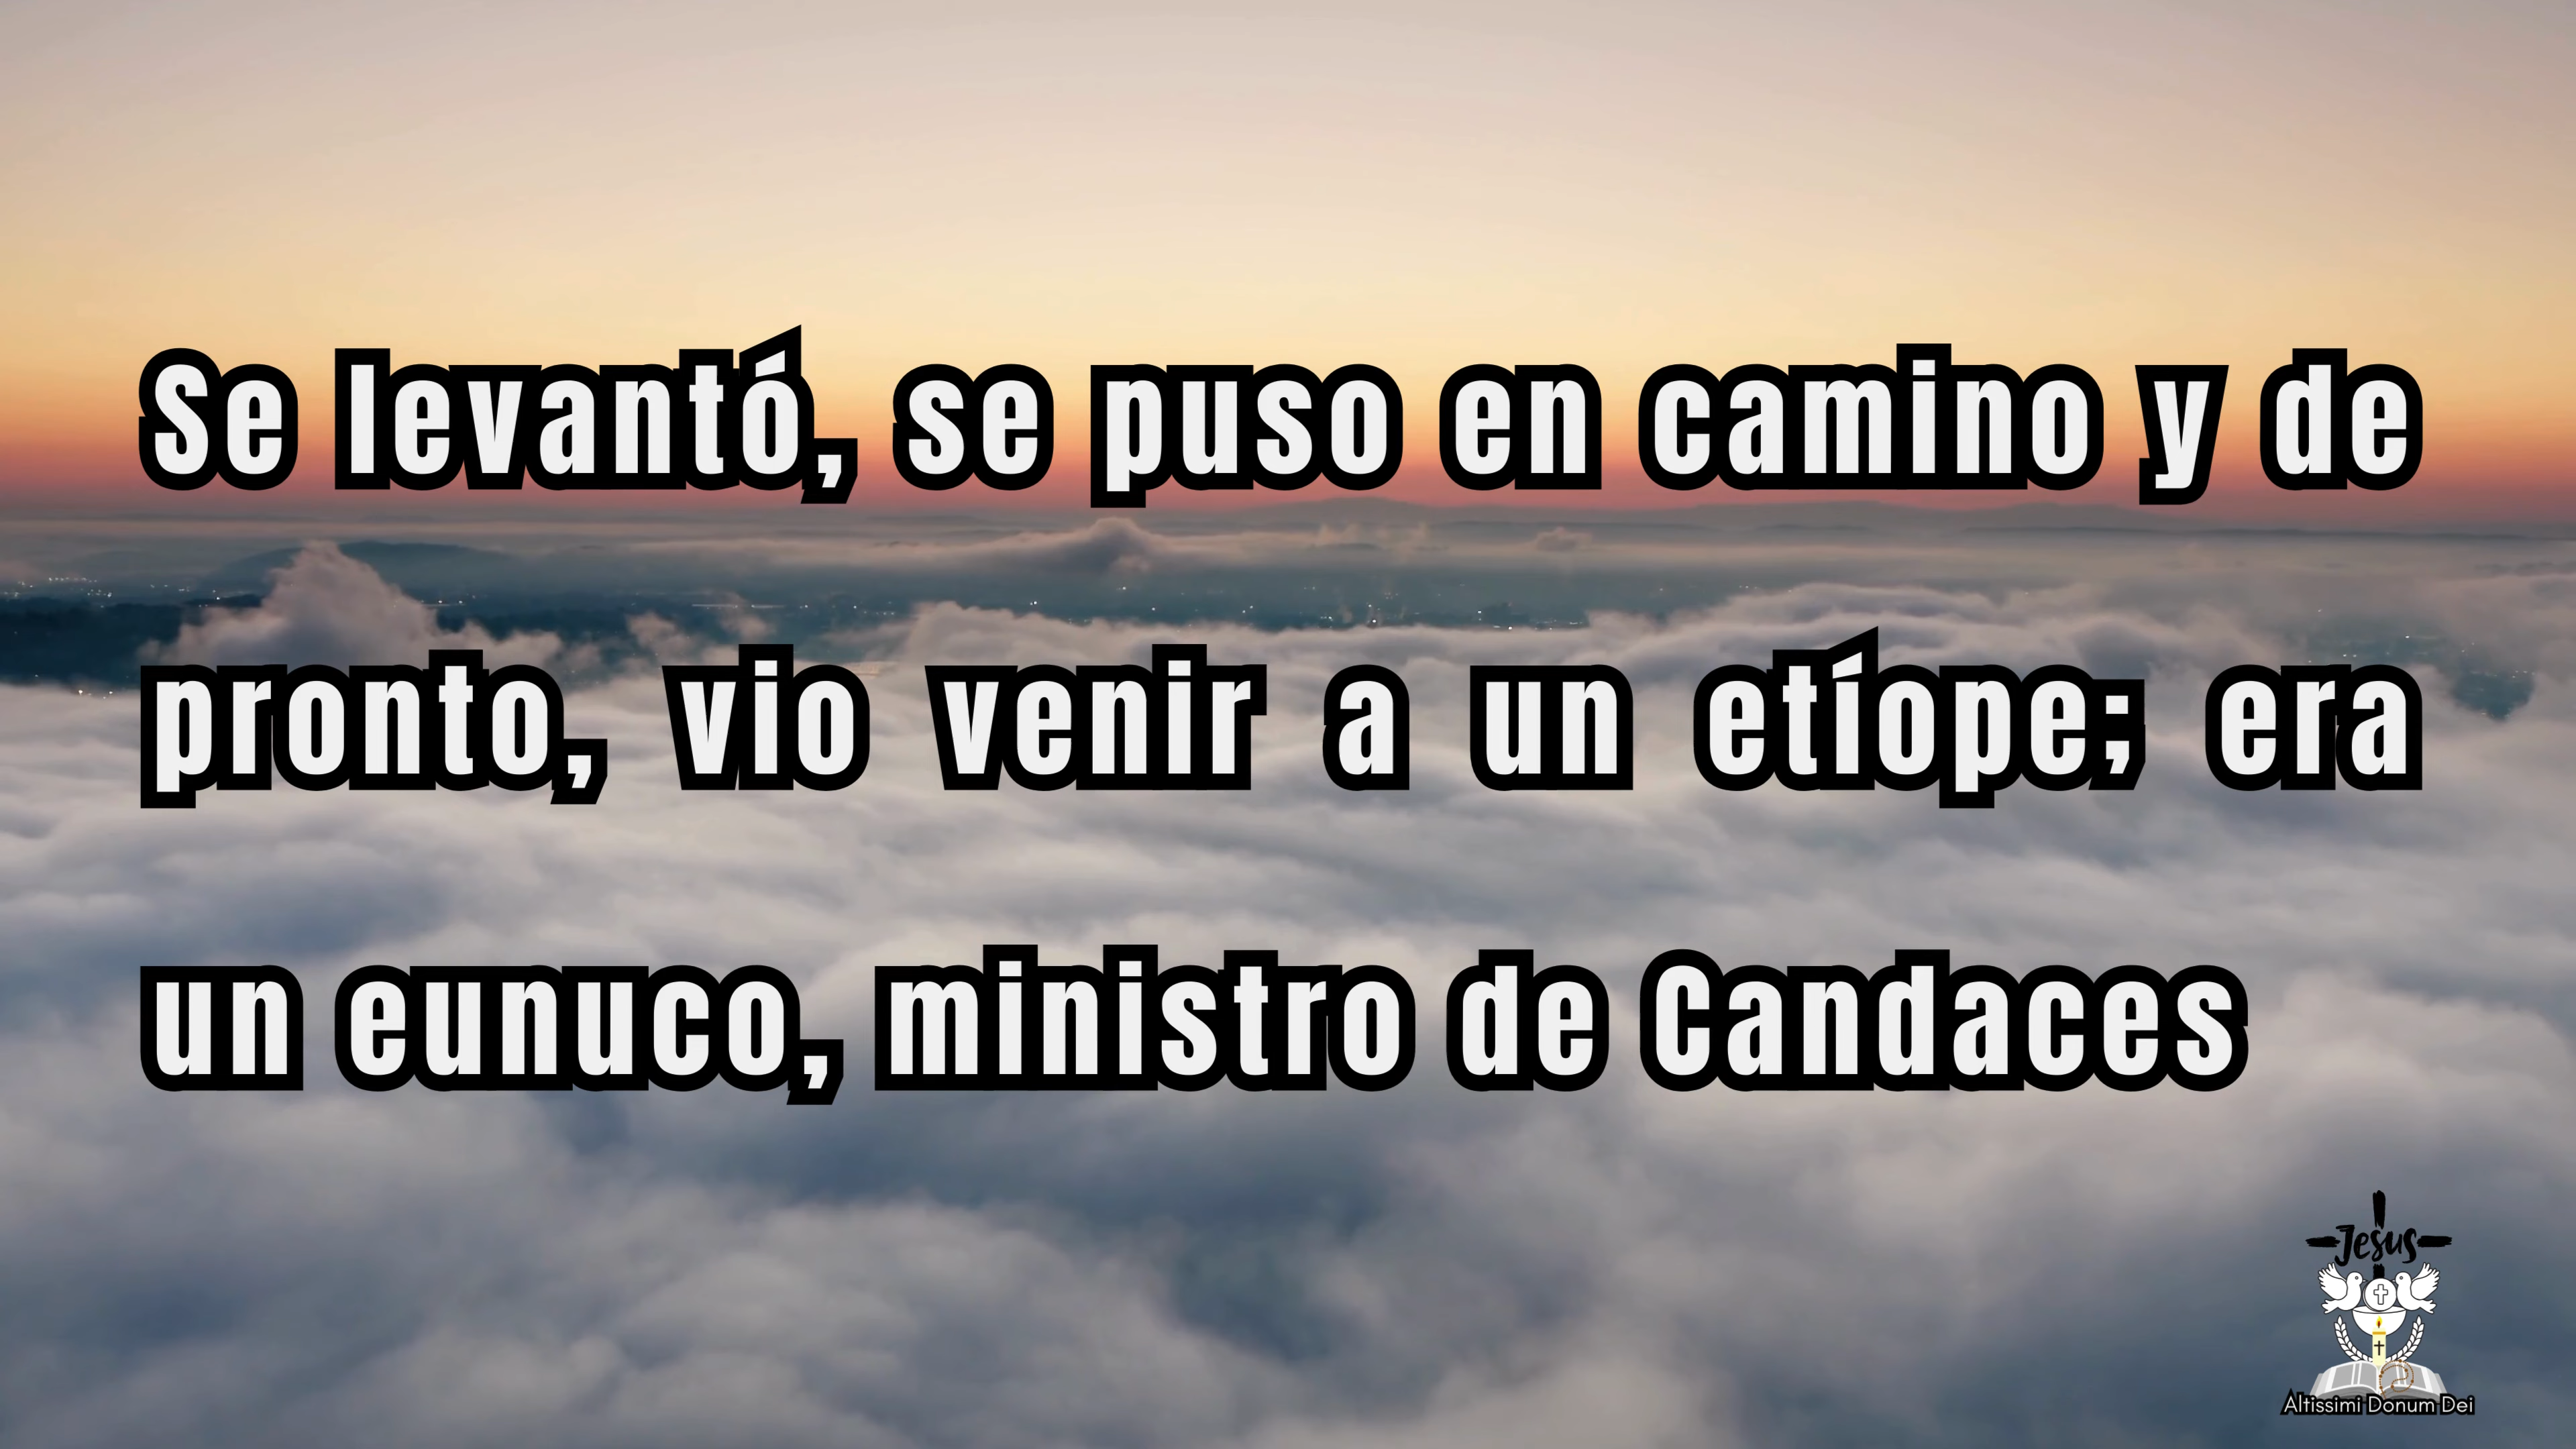 Se levantó, se puso en camino y de
pronto, vio venir a un etíope; era
un eunuco, ministro de Candaces
Jesus
Altissimi Donum Dei